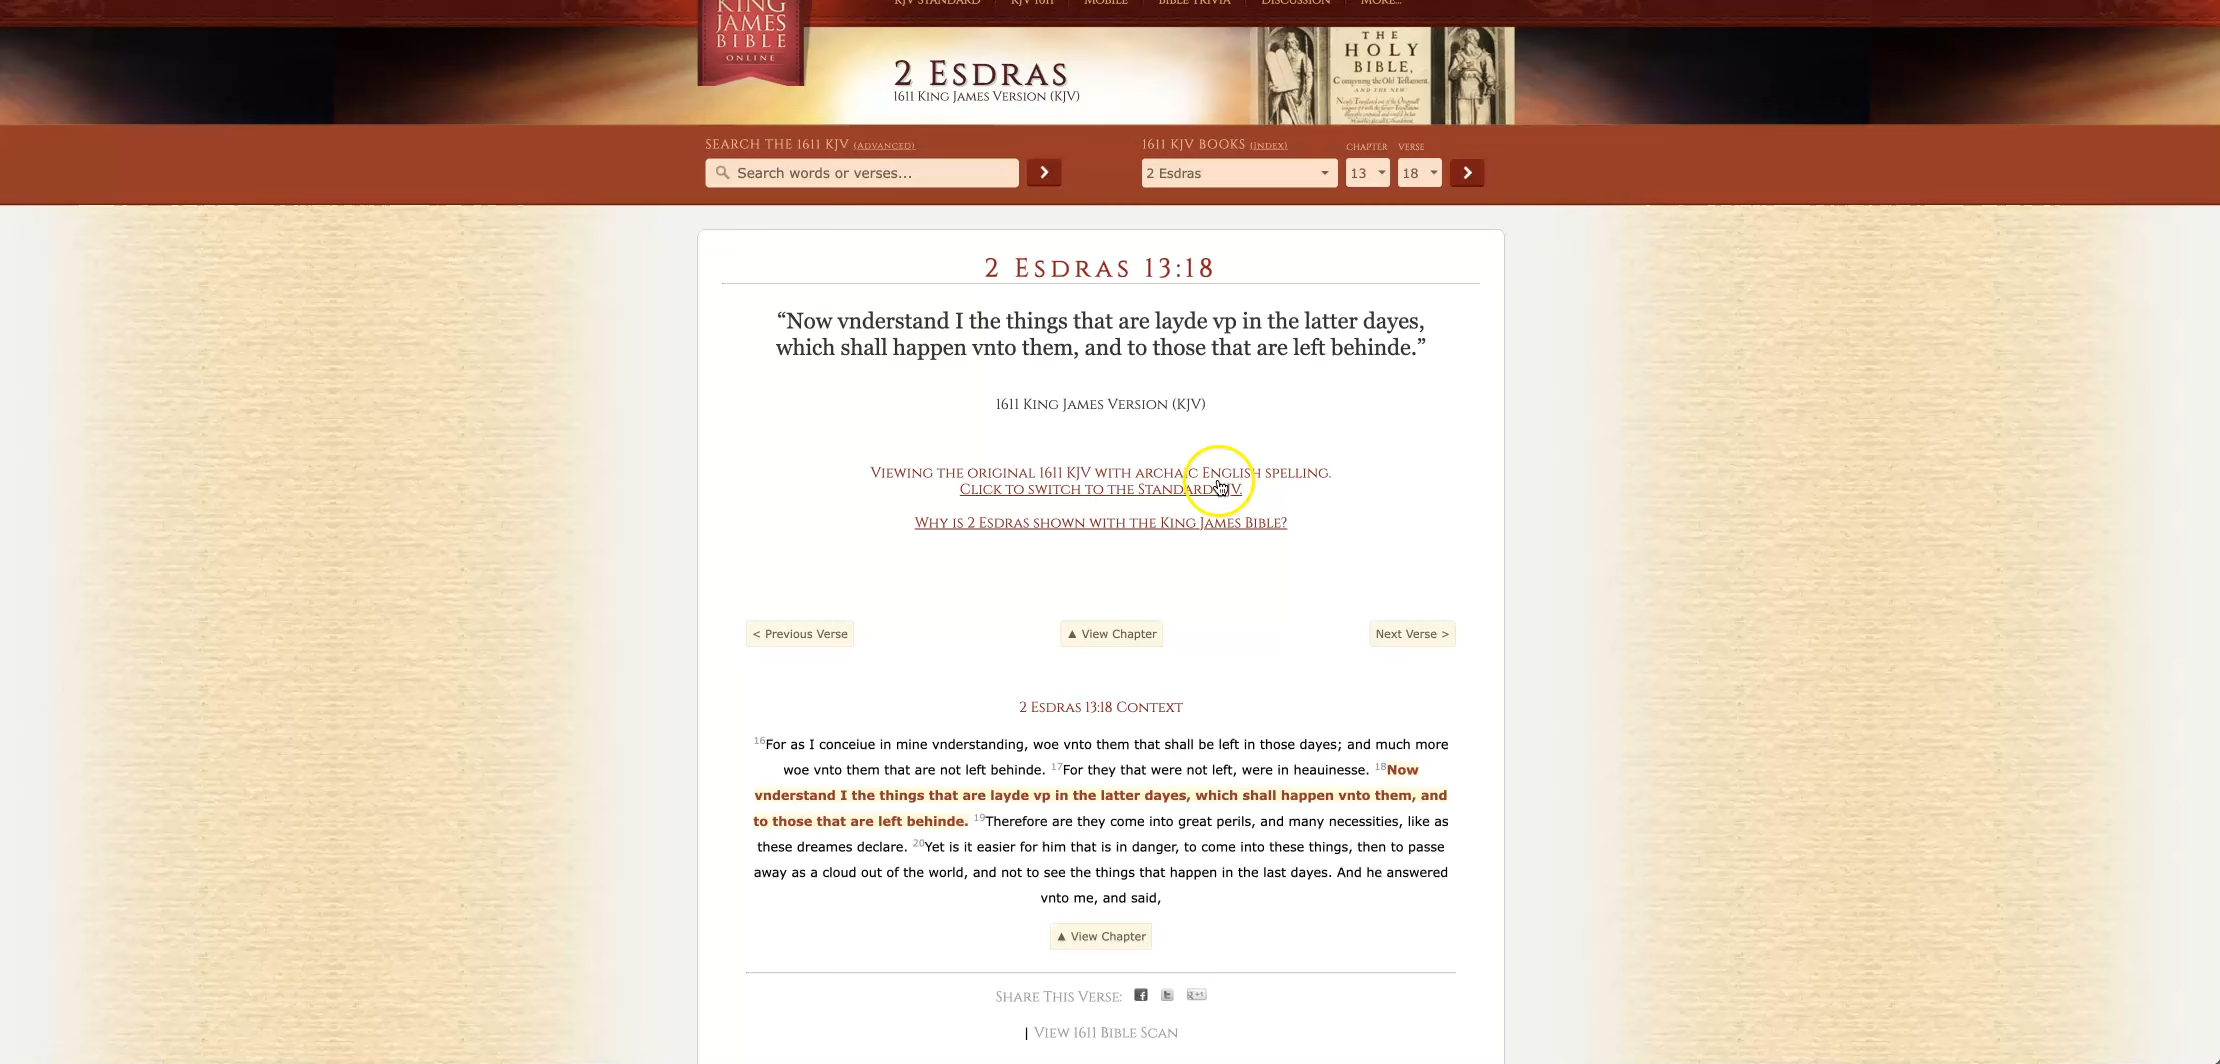 KJV STANDARD KJV 1611 MOBILE BIBLE TRIVIA DISCUSSION MORE...
KING
JAMES
BIBLE
ONLINE
2 ESDRAS
1611 KING JAMES VERSION (KJV)
THE
HOLY
BIBLE,
Conteyning the Old Testament,
AND THE NEW
SEARCH THE 1611 KJV (ADVANCED)
Search words or verses...
1611 KJV BOOKS (INDEX) CHAPTER VERSE
2 Esdras 13 18
2 ESDRAS 13:18
“Now vnderstand I the things that are layde vp in the latter dayes,
which shall happen vnto them, and to those that are left behinde.”
1611 KING JAMES VERSION (KJV)
VIEWING THE ORIGINAL 1611 KJV WITH ARCHAIC ENGLISH SPELLING.
CLICK TO SWITCH TO THE STANDARD KJV.
WHY IS 2 ESDRAS SHOWN WITH THE KING JAMES BIBLE?
< Previous Verse ▲ View Chapter Next Verse >
2 ESDRAS 13:18 CONTEXT
16For as I conceiue in mine vnderstanding, woe vnto them that shall be left in those dayes; and much more
woe vnto them that are not left behinde. 17For they that were not left, were in heauinesse. 18Now
vnderstand I the things that are layde vp in the latter dayes, which shall happen vnto them, and
to those that are left behinde. 19Therefore are they come into great perils, and many necessities, like as
these dreames declare. 20Yet is it easier for him that is in danger, to come into these things, then to passe
away as a cloud out of the world, and not to see the things that happen in the last dayes. And he answered
vnto me, and said,
▲ View Chapter
SHARE THIS VERSE:
| VIEW 1611 BIBLE SCAN